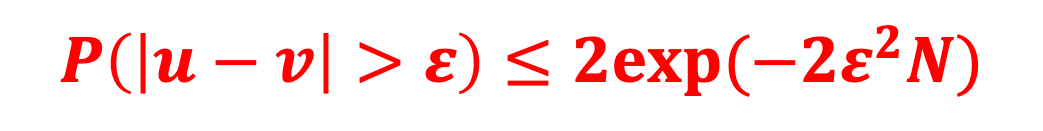 P(|u − v| > ε) ≤ 2exp(−2ε²N)